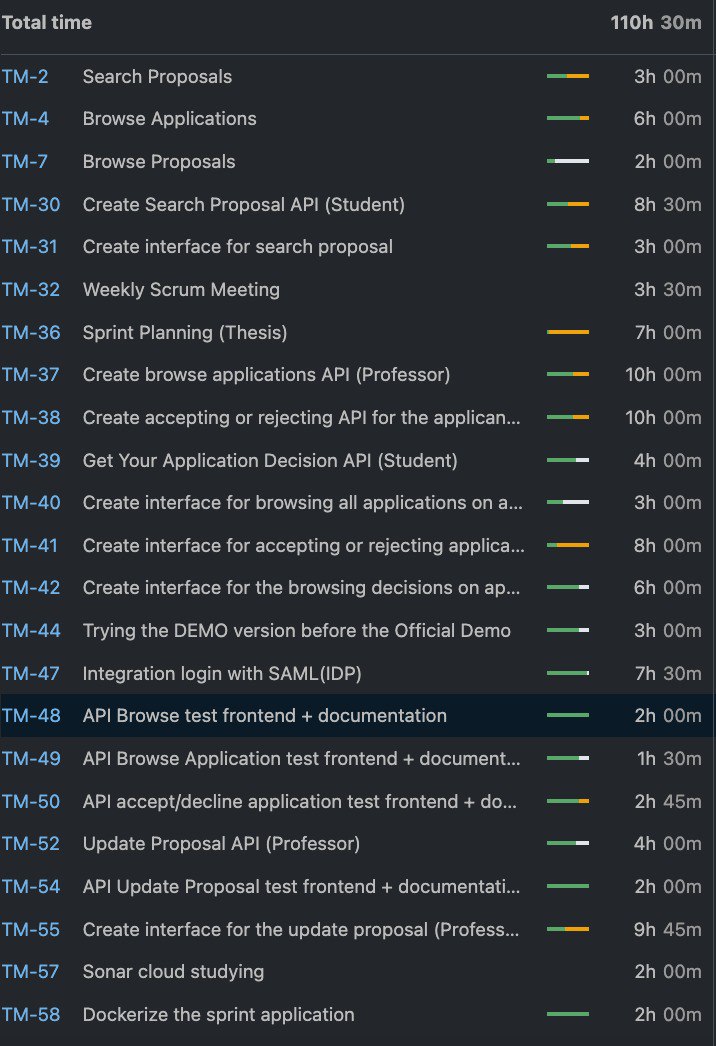 Total time 110h 30m
TM-2 Search Proposals 3h 00m
TM-4 Browse Applications 6h 00m
TM-7 Browse Proposals 2h 00m
TM-30 Create Search Proposal API (Student) 8h 30m
TM-31 Create interface for search proposal 3h 00m
TM-32 Weekly Scrum Meeting 3h 30m
TM-36 Sprint Planning (Thesis) 7h 00m
TM-37 Create browse applications API (Professor) 10h 00m
TM-38 Create accepting or rejecting API for the applican... 10h 00m
TM-39 Get Your Application Decision API (Student) 4h 00m
TM-40 Create interface for browsing all applications on a... 3h 00m
TM-41 Create interface for accepting or rejecting applica... 8h 00m
TM-42 Create interface for the browsing decisions on ap... 6h 00m
TM-44 Trying the DEMO version before the Official Demo 3h 00m
TM-47 Integration login with SAML(IDP) 7h 30m
TM-48 API Browse test frontend + documentation 2h 00m
TM-49 API Browse Application test frontend + document... 1h 30m
TM-50 API accept/decline application test frontend + do... 2h 45m
TM-52 Update Proposal API (Professor) 4h 00m
TM-54 API Update Proposal test frontend + documentati... 2h 00m
TM-55 Create interface for the update proposal (Profess... 9h 45m
TM-57 Sonar cloud studying 2h 00m
TM-58 Dockerize the sprint application 2h 00m